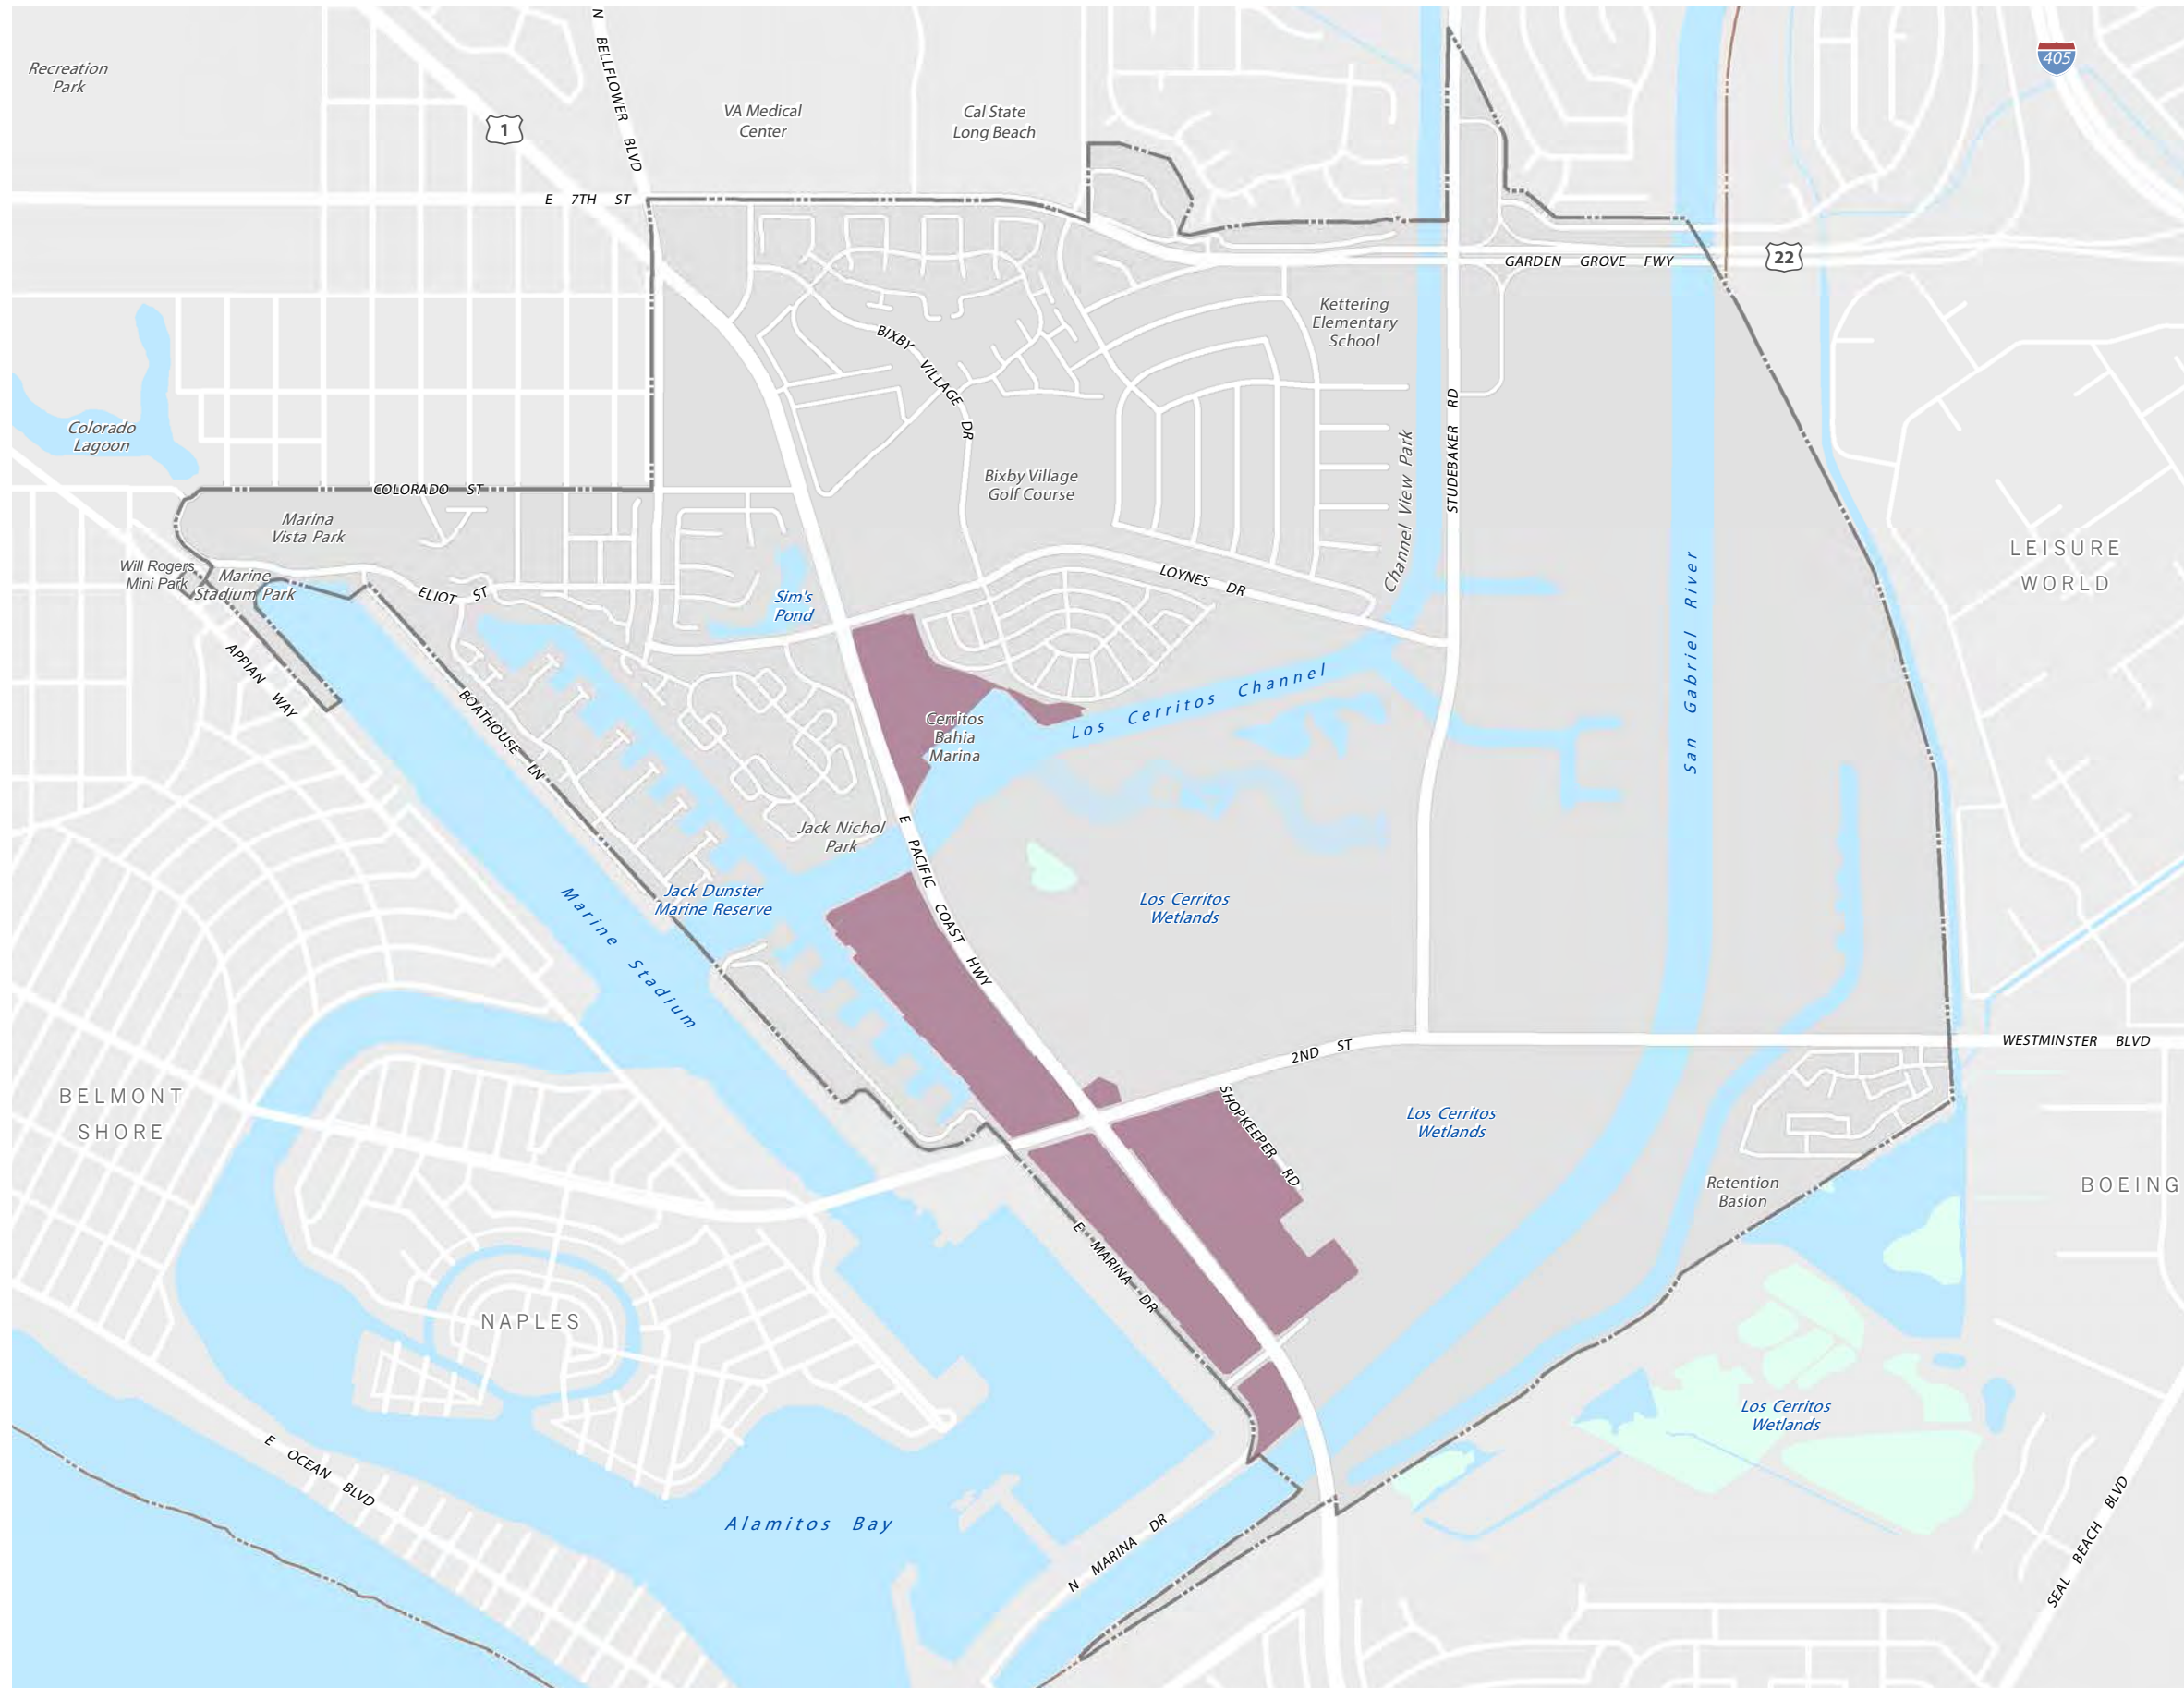 Recreation
Park
1
N BELLFLOWER BLVD
VA Medical
Center
Cal State
Long Beach
405
E 7TH ST
GARDEN GROVE FWY
22
Kettering
Elementary
School
BIXBY VILLAGE DR
Colorado
Lagoon
COLORADO ST
Marina
Vista Park
Bixby Village
Golf Course
Channel View Park
STUDEBAKER RD
San Gabriel River
LEISURE
WORLD
Will Rogers
Mini Park
Marine
Stadium Park
ELIOT ST
Sim's
Pond
LOYNES DR
APPIAN WAY
BOATHOUSE LN
Cerritos
Bahia
Marina
Los Cerritos Channel
Jack Nichol
Park
E PACIFIC COAST HWY
Jack Dunster
Marine Reserve
Marine Stadium
Los Cerritos
Wetlands
2ND ST
WESTMINSTER BLVD
BELMONT
SHORE
SHOPKEEPER RD
Los Cerritos
Wetlands
Retention
Basion
BOEING
E MARINA DR
NAPLES
Los Cerritos
Wetlands
E OCEAN BLVD
Alamitos Bay
N MARINA DR
SEAL BEACH BLVD